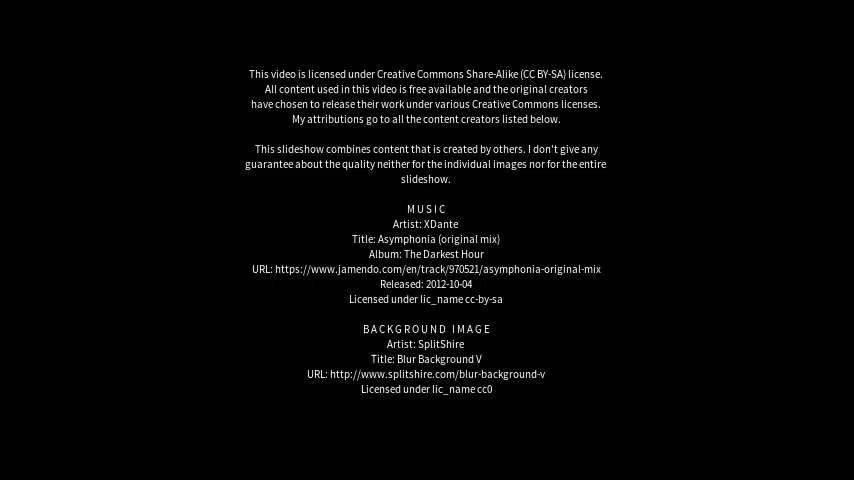 This video is licensed under Creative Commons Share-Alike (CC BY-SA) license.
All content used in this video is free available and the original creators
have chosen to release their work under various Creative Commons licenses.
My attributions go to all the content creators listed below.
This slideshow combines content that is created by others. I don't give any
guarantee about the quality neither for the individual images nor for the entire
slideshow.
MUSIC
Artist: XDante
Title: Asymphonia (original mix)
Album: The Darkest Hour
URL: https://www.jamendo.com/en/track/970521/asymphonia-original-mix
Released: 2012-10-04
Licensed under lic_name cc-by-sa
BACKGROUND IMAGE
Artist: SplitShire
Title: Blur Background V
URL: http://www.splitshire.com/blur-background-v
Licensed under lic_name cc0